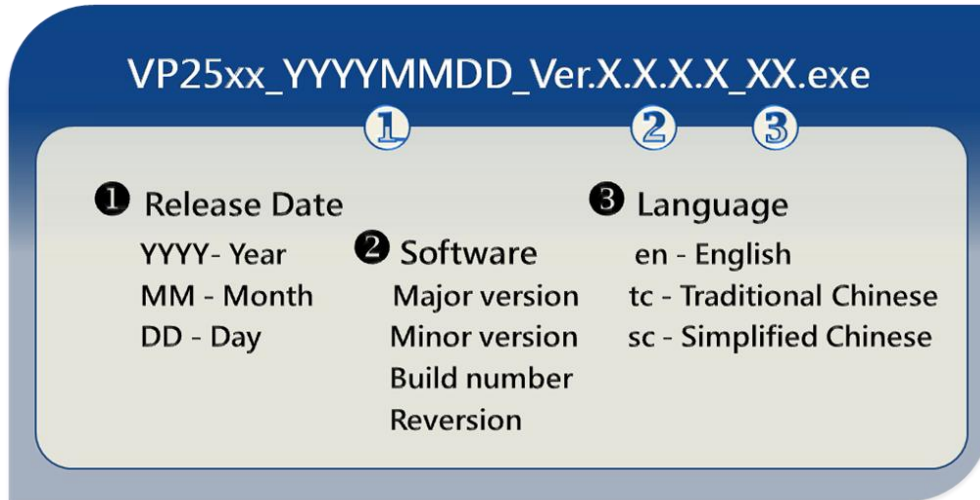 VP25xx_YYYYMMDD_Ver.X.X.X.X_XX.exe
1 2 3
❶ Release Date
YYYY- Year
MM - Month
DD - Day
❷ Software
Major version
Minor version
Build number
Reversion
❸ Language
en - English
tc - Traditional Chinese
sc - Simplified Chinese